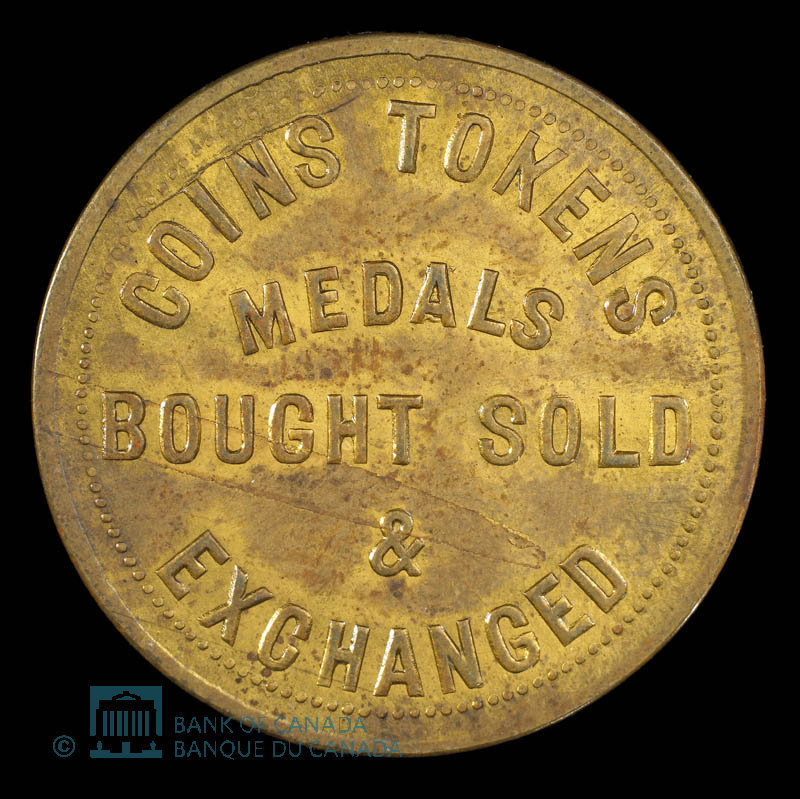 COINS TOKENS
MEDALS
BOUGHT SOLD
&
EXCHANGED
© BANK OF CANADA
BANQUE DU CANADA